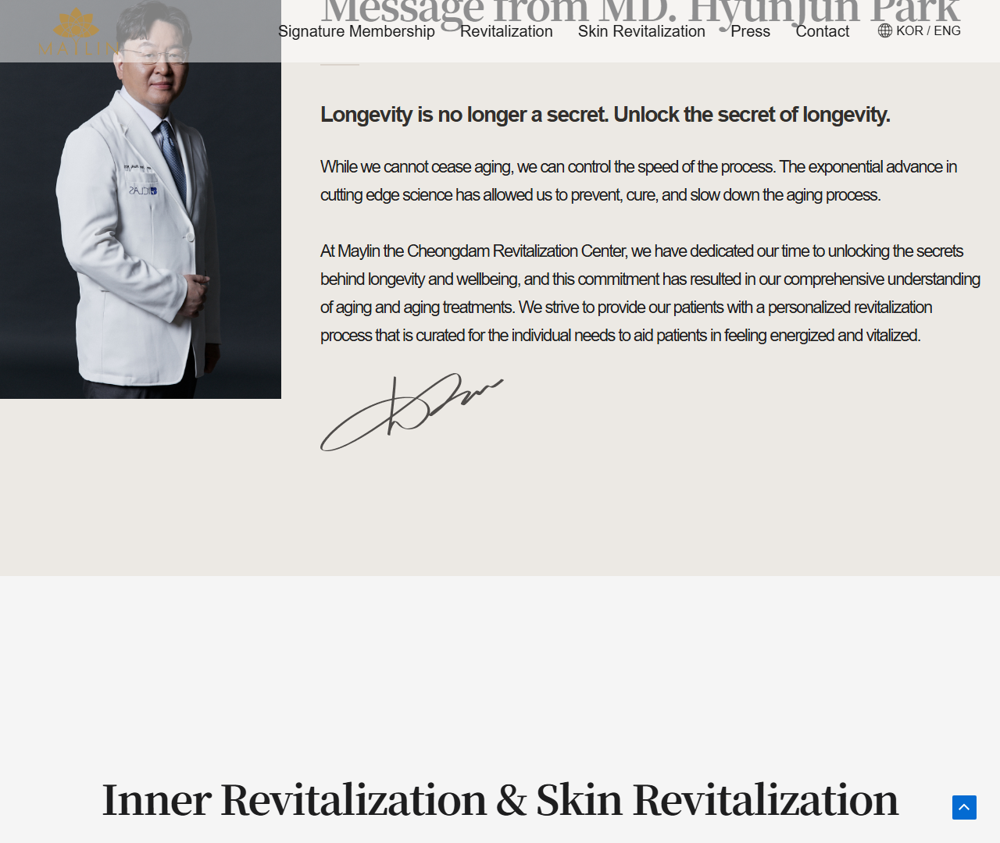 Message from MD. HyunJun Park
MAYLIN
Signature Membership
Revitalization
Skin Revitalization
Press
Contact
KOR / ENG
Longevity is no longer a secret. Unlock the secret of longevity.
While we cannot cease aging, we can control the speed of the process. The exponential advance in
cutting edge science has allowed us to prevent, cure, and slow down the aging process.
At Maylin the Cheongdam Revitalization Center, we have dedicated our time to unlocking the secrets
behind longevity and wellbeing, and this commitment has resulted in our comprehensive understanding
of aging and aging treatments. We strive to provide our patients with a personalized revitalization
process that is curated for the individual needs to aid patients in feeling energized and vitalized.
Inner Revitalization & Skin Revitalization